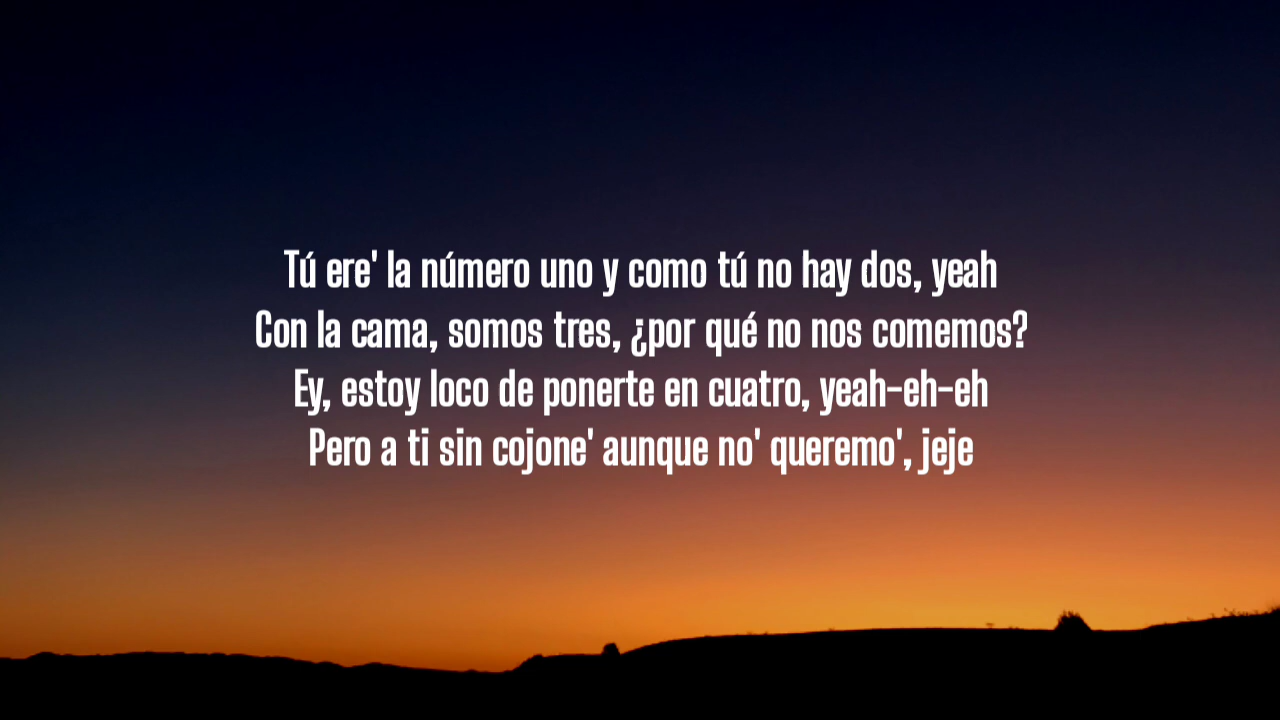 Tú ere' la número uno y como tú no hay dos, yeah
Con la cama, somos tres, ¿por qué no nos comemos?
Ey, estoy loco de ponerte en cuatro, yeah-eh-eh
Pero a ti sin cojone' aunque no' queremo', jeje